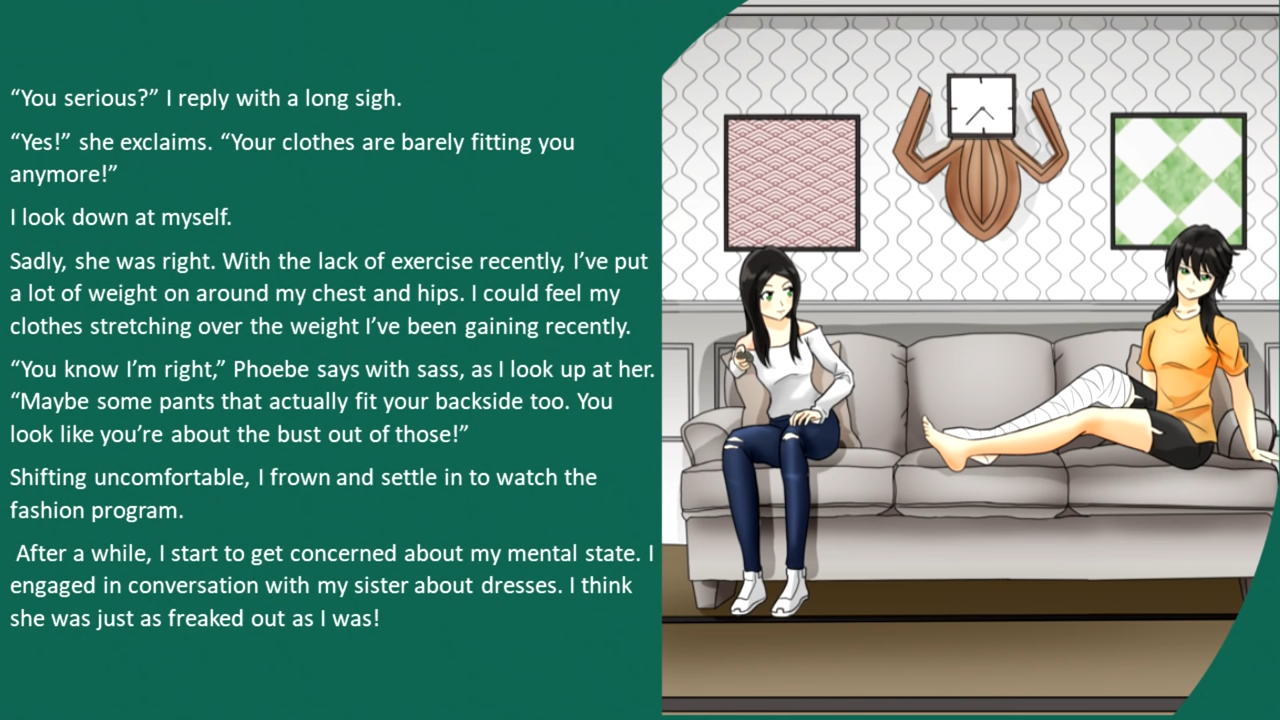 “You serious?” I reply with a long sigh.
“Yes!” she exclaims. “Your clothes are barely fitting you
anymore!”
I look down at myself.
Sadly, she was right. With the lack of exercise recently, I’ve put
a lot of weight on around my chest and hips. I could feel my
clothes stretching over the weight I’ve been gaining recently.
“You know I’m right,” Phoebe says with sass, as I look up at her.
“Maybe some pants that actually fit your backside too. You
look like you’re about the bust out of those!”
Shifting uncomfortable, I frown and settle in to watch the
fashion program.
After a while, I start to get concerned about my mental state. I
engaged in conversation with my sister about dresses. I think
she was just as freaked out as I was!